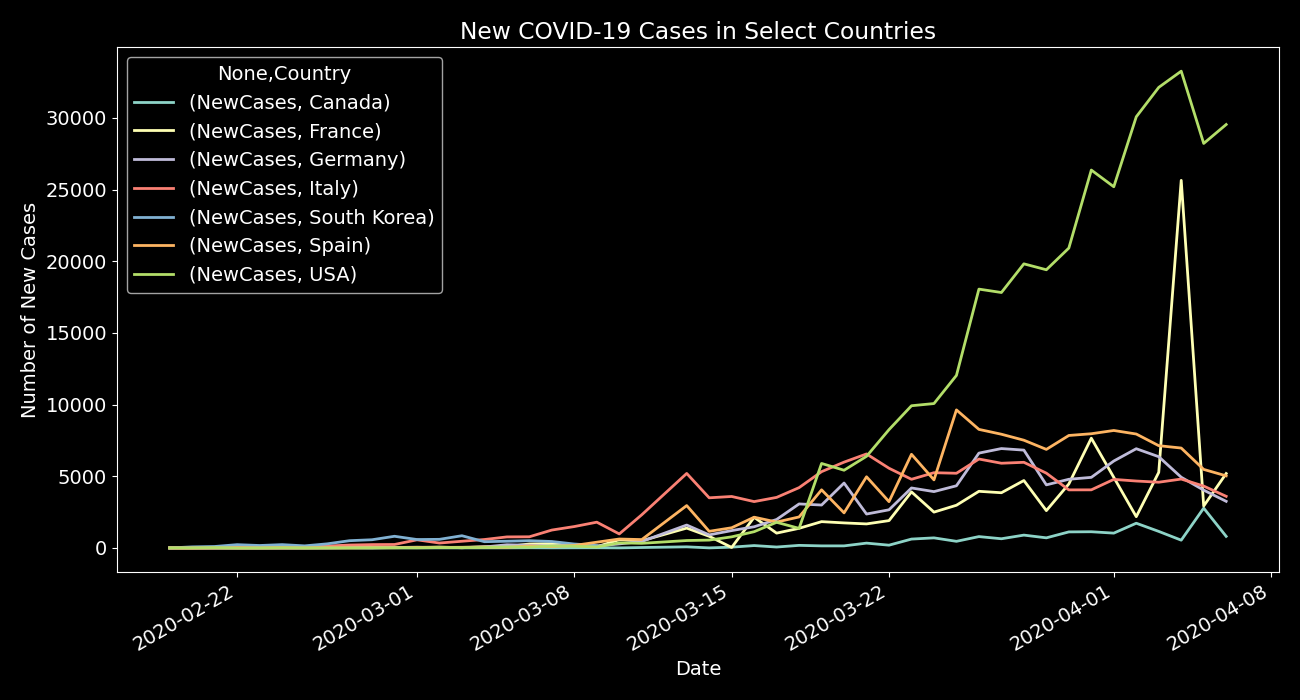 New COVID-19 Cases in Select Countries
None,Country
(NewCases, Canada)
(NewCases, France)
(NewCases, Germany)
(NewCases, Italy)
(NewCases, South Korea)
(NewCases, Spain)
(NewCases, USA)
Number of New Cases
30000
25000
20000
15000
10000
5000
0
2020-02-22
2020-03-01
2020-03-08
2020-03-15
2020-03-22
2020-04-01
2020-04-08
Date